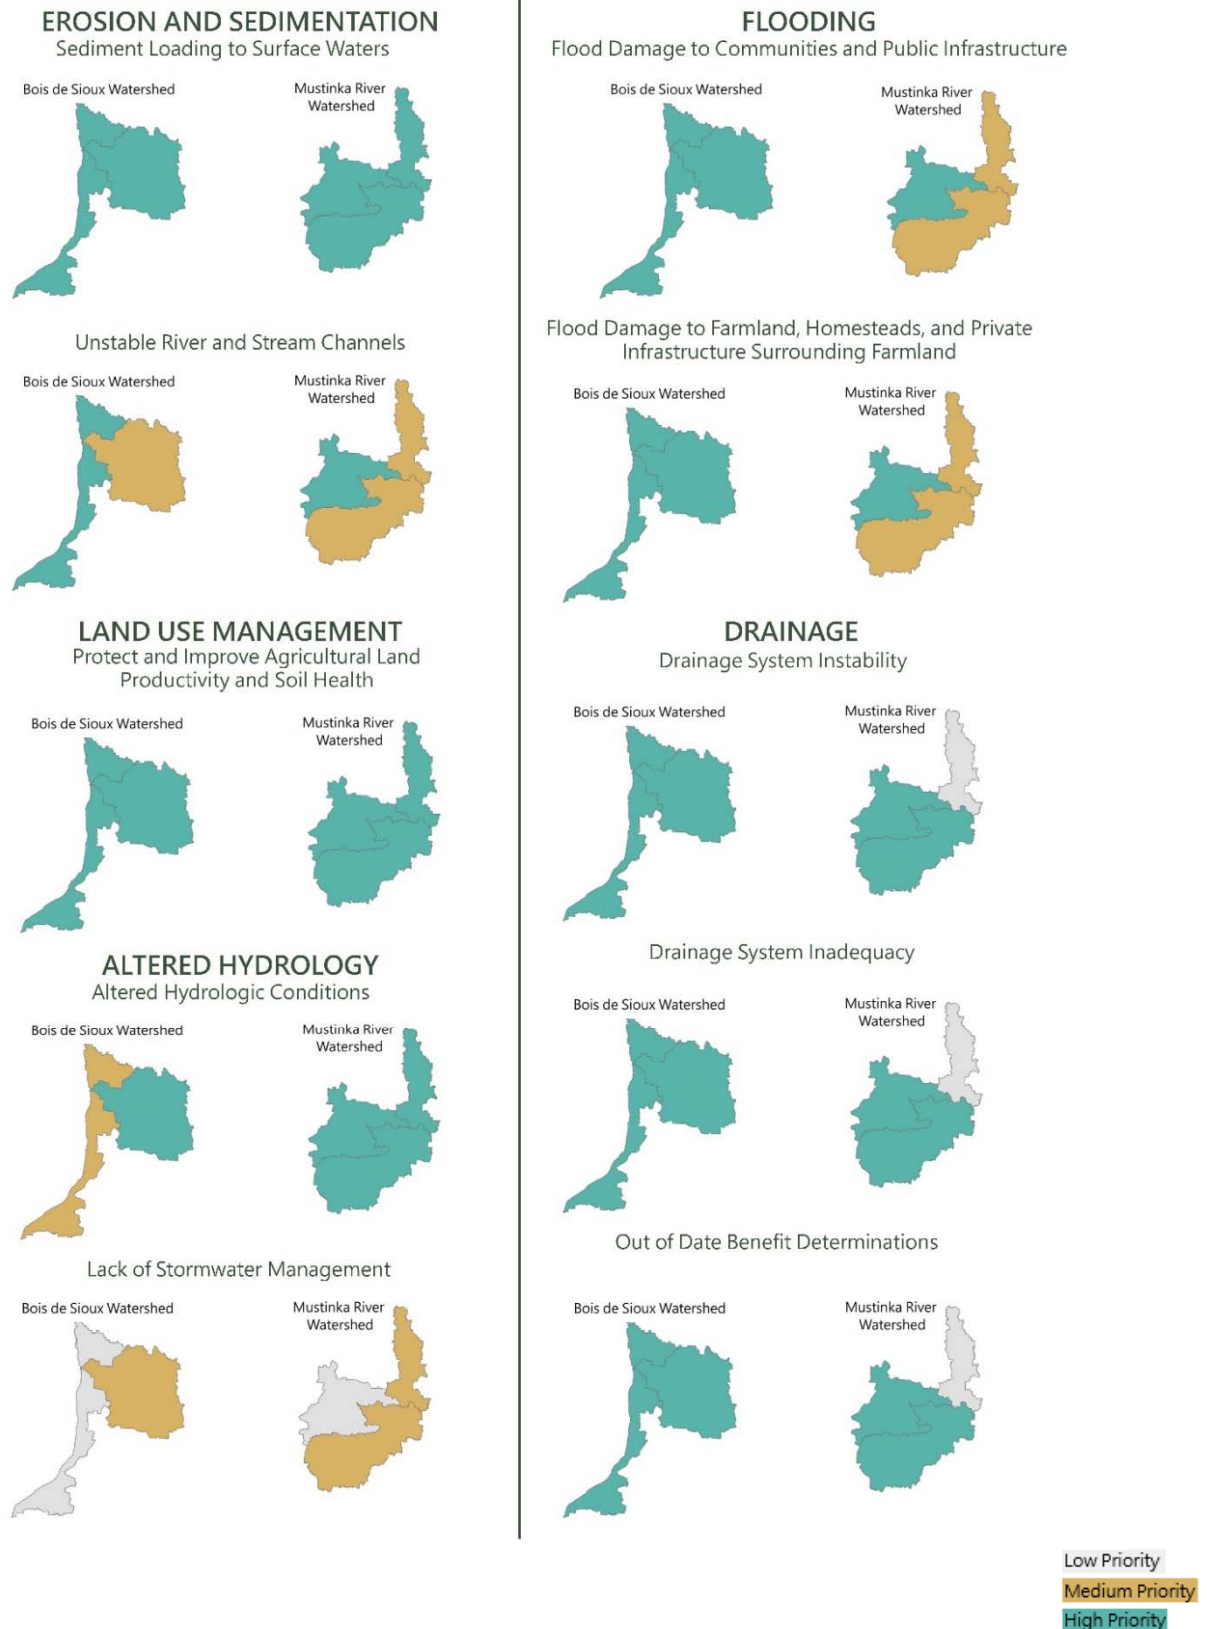 EROSION AND SEDIMENTATION
Sediment Loading to Surface Waters
Bois de Sioux Watershed
Mustinka River
Watershed
Unstable River and Stream Channels
Bois de Sioux Watershed
Mustinka River
Watershed
LAND USE MANAGEMENT
Protect and Improve Agricultural Land
Productivity and Soil Health
Bois de Sioux Watershed
Mustinka River
Watershed
ALTERED HYDROLOGY
Altered Hydrologic Conditions
Bois de Sioux Watershed
Mustinka River
Watershed
Lack of Stormwater Management
Bois de Sioux Watershed
Mustinka River
Watershed
FLOODING
Flood Damage to Communities and Public Infrastructure
Bois de Sioux Watershed
Mustinka River
Watershed
Flood Damage to Farmland, Homesteads, and Private
Infrastructure Surrounding Farmland
Bois de Sioux Watershed
Mustinka River
Watershed
DRAINAGE
Drainage System Instability
Bois de Sioux Watershed
Mustinka River
Watershed
Drainage System Inadequacy
Bois de Sioux Watershed
Mustinka River
Watershed
Out of Date Benefit Determinations
Bois de Sioux Watershed
Mustinka River
Watershed
Low Priority
Medium Priority
High Priority